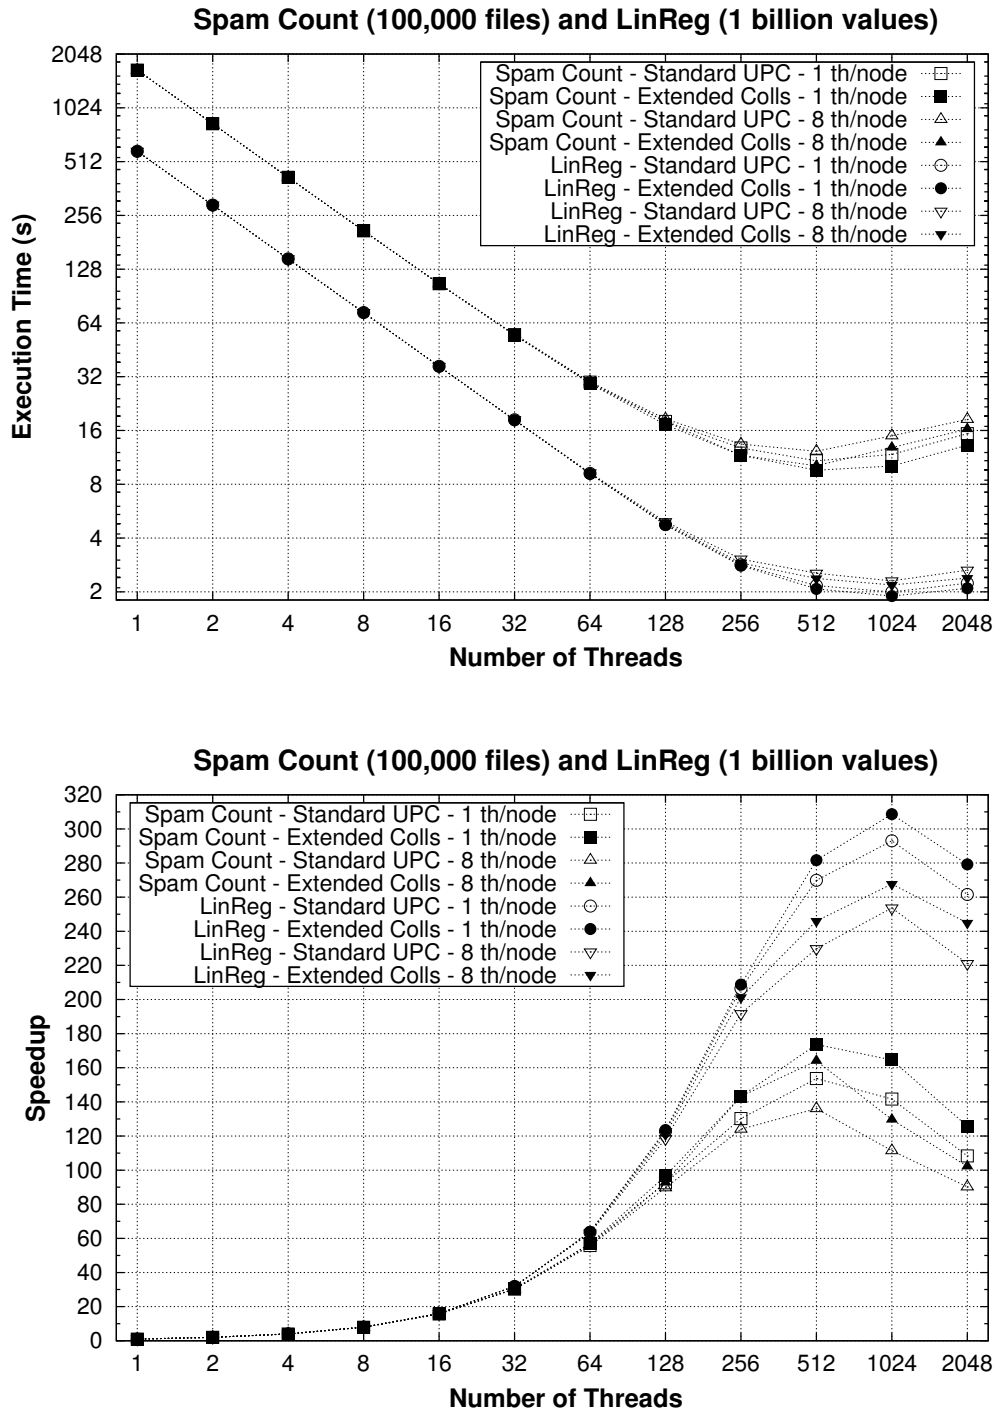 Spam Count (100,000 files) and LinReg (1 billion values)
2048
1024
512
256
128
64
32
16
8
4
2
Execution Time (s)
Spam Count - Standard UPC - 1 th/node
Spam Count - Extended Colls - 1 th/node
Spam Count - Standard UPC - 8 th/node
Spam Count - Extended Colls - 8 th/node
LinReg - Standard UPC - 1 th/node
LinReg - Extended Colls - 1 th/node
LinReg - Standard UPC - 8 th/node
LinReg - Extended Colls - 8 th/node
1 2 4 8 16 32 64 128 256 512 1024 2048
Number of Threads
Spam Count (100,000 files) and LinReg (1 billion values)
320
300
280
260
240
220
200
180
160
140
120
100
80
60
40
20
0
Speedup
Spam Count - Standard UPC - 1 th/node
Spam Count - Extended Colls - 1 th/node
Spam Count - Standard UPC - 8 th/node
Spam Count - Extended Colls - 8 th/node
LinReg - Standard UPC - 1 th/node
LinReg - Extended Colls - 1 th/node
LinReg - Standard UPC - 8 th/node
LinReg - Extended Colls - 8 th/node
1 2 4 8 16 32 64 128 256 512 1024 2048
Number of Threads